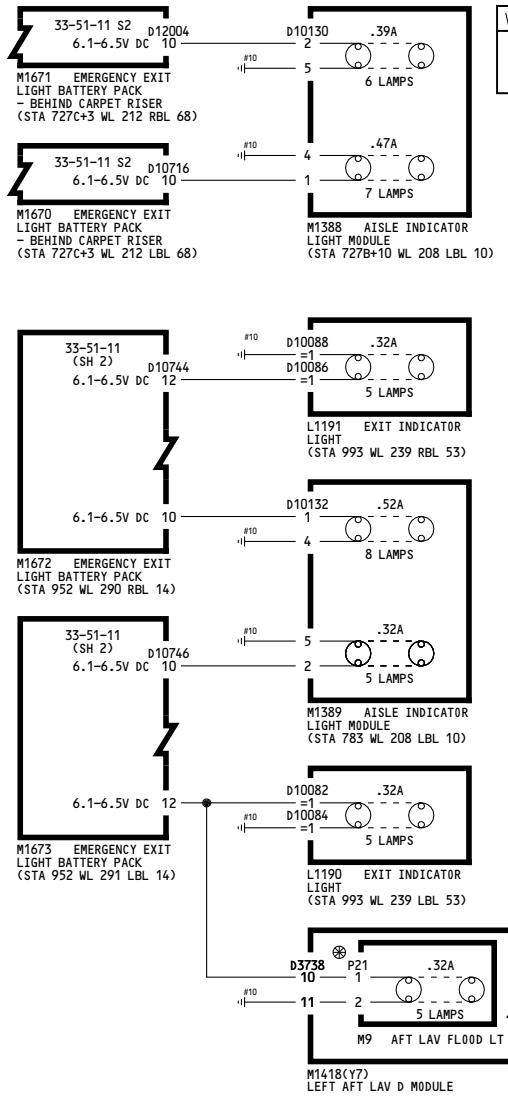 33-51-11 S2
6.1-6.5V DC 10
D12004
M1671 EMERGENCY EXIT
LIGHT BATTERY PACK
- BEHIND CARPET RISER
(STA 727C+3 WL 212 RBL 68)
D10130
2
.39A
#10
5
6 LAMPS
33-51-11 S2
6.1-6.5V DC 10
D10716
M1670 EMERGENCY EXIT
LIGHT BATTERY PACK
- BEHIND CARPET RISER
(STA 727C+3 WL 212 LBL 68)
#10
4
.47A
1
7 LAMPS
M1388 AISLE INDICATOR
LIGHT MODULE
(STA 727B+10 WL 208 LBL 10)
33-51-11
(SH 2)
D10744
6.1-6.5V DC 12
#10
D10088
=1
.32A
D10086
=1
5 LAMPS
L1191 EXIT INDICATOR
LIGHT
(STA 993 WL 239 RBL 53)
6.1-6.5V DC 10
M1672 EMERGENCY EXIT
LIGHT BATTERY PACK
(STA 952 WL 290 RBL 14)
D10132
1
.52A
#10
4
8 LAMPS
33-51-11
(SH 2)
D10746
6.1-6.5V DC 10
#10
5
.32A
2
5 LAMPS
M1389 AISLE INDICATOR
LIGHT MODULE
(STA 783 WL 208 LBL 10)
6.1-6.5V DC 12
M1673 EMERGENCY EXIT
LIGHT BATTERY PACK
(STA 952 WL 291 LBL 14)
D10082
=1
.32A
#10
D10084
=1
5 LAMPS
L1190 EXIT INDICATOR
LIGHT
(STA 993 WL 239 LBL 53)
D3738 P21
10 1
.32A
#10
11 2
5 LAMPS
M9 AFT LAV FLOOD LT
M1418(Y7)
LEFT AFT LAV D MODULE